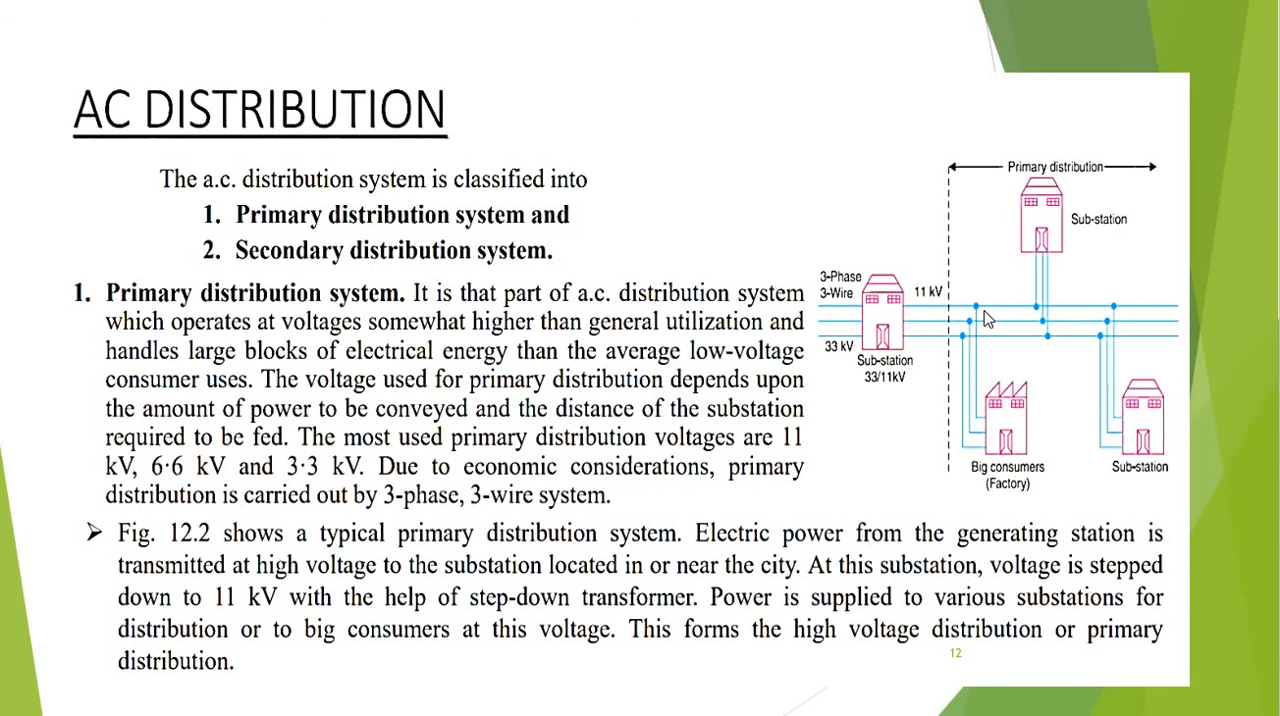 AC DISTRIBUTION
The a.c. distribution system is classified into
1. Primary distribution system and
2. Secondary distribution system.
1. Primary distribution system. It is that part of a.c. distribution system
which operates at voltages somewhat higher than general utilization and
handles large blocks of electrical energy than the average low-voltage
consumer uses. The voltage used for primary distribution depends upon
the amount of power to be conveyed and the distance of the substation
required to be fed. The most used primary distribution voltages are 11
kV, 6·6 kV and 3·3 kV. Due to economic considerations, primary
distribution is carried out by 3-phase, 3-wire system.
Primary distribution
Sub-station
3-Phase
3-Wire
11 kV
33 kV
Sub-station
33/11kV
Big consumers
(Factory)
Sub-station
➢ Fig. 12.2 shows a typical primary distribution system. Electric power from the generating station is
transmitted at high voltage to the substation located in or near the city. At this substation, voltage is stepped
down to 11 kV with the help of step-down transformer. Power is supplied to various substations for
distribution or to big consumers at this voltage. This forms the high voltage distribution or primary
distribution.
12